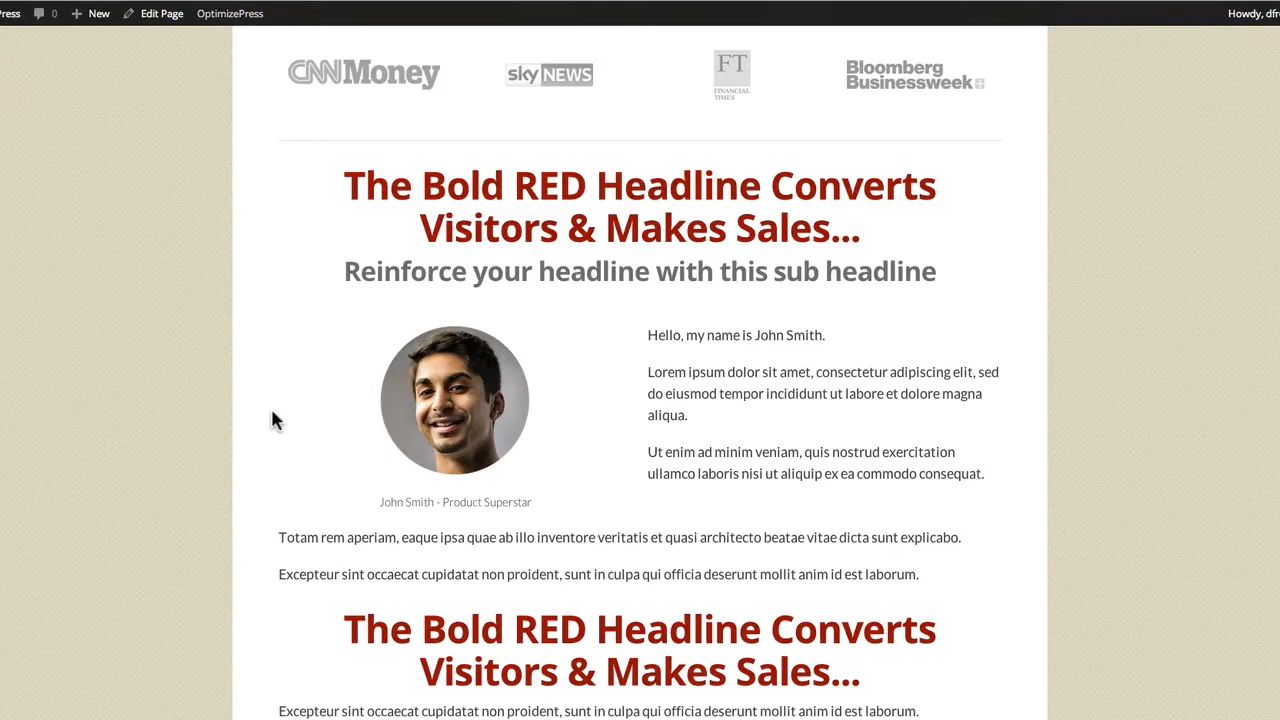 Press 0 New Edit Page OptimizePress Howdy, dfr
CNNMoney
sky NEWS
FT
FINANCIAL
TIMES
Bloomberg
Businessweek
The Bold RED Headline Converts
Visitors & Makes Sales...
Reinforce your headline with this sub headline
Hello, my name is John Smith.
Lorem ipsum dolor sit amet, consectetur adipiscing elit, sed
do eiusmod tempor incididunt ut labore et dolore magna
aliqua.
Ut enim ad minim veniam, quis nostrud exercitation
ullamco laboris nisi ut aliquip ex ea commodo consequat.
John Smith - Product Superstar
Totam rem aperiam, eaque ipsa quae ab illo inventore veritatis et quasi architecto beatae vitae dicta sunt explicabo.
Excepteur sint occaecat cupidatat non proident, sunt in culpa qui officia deserunt mollit anim id est laborum.
The Bold RED Headline Converts
Visitors & Makes Sales...
Excepteur sint occaecat cupidatat non proident, sunt in culpa qui officia deserunt mollit anim id est laborum.